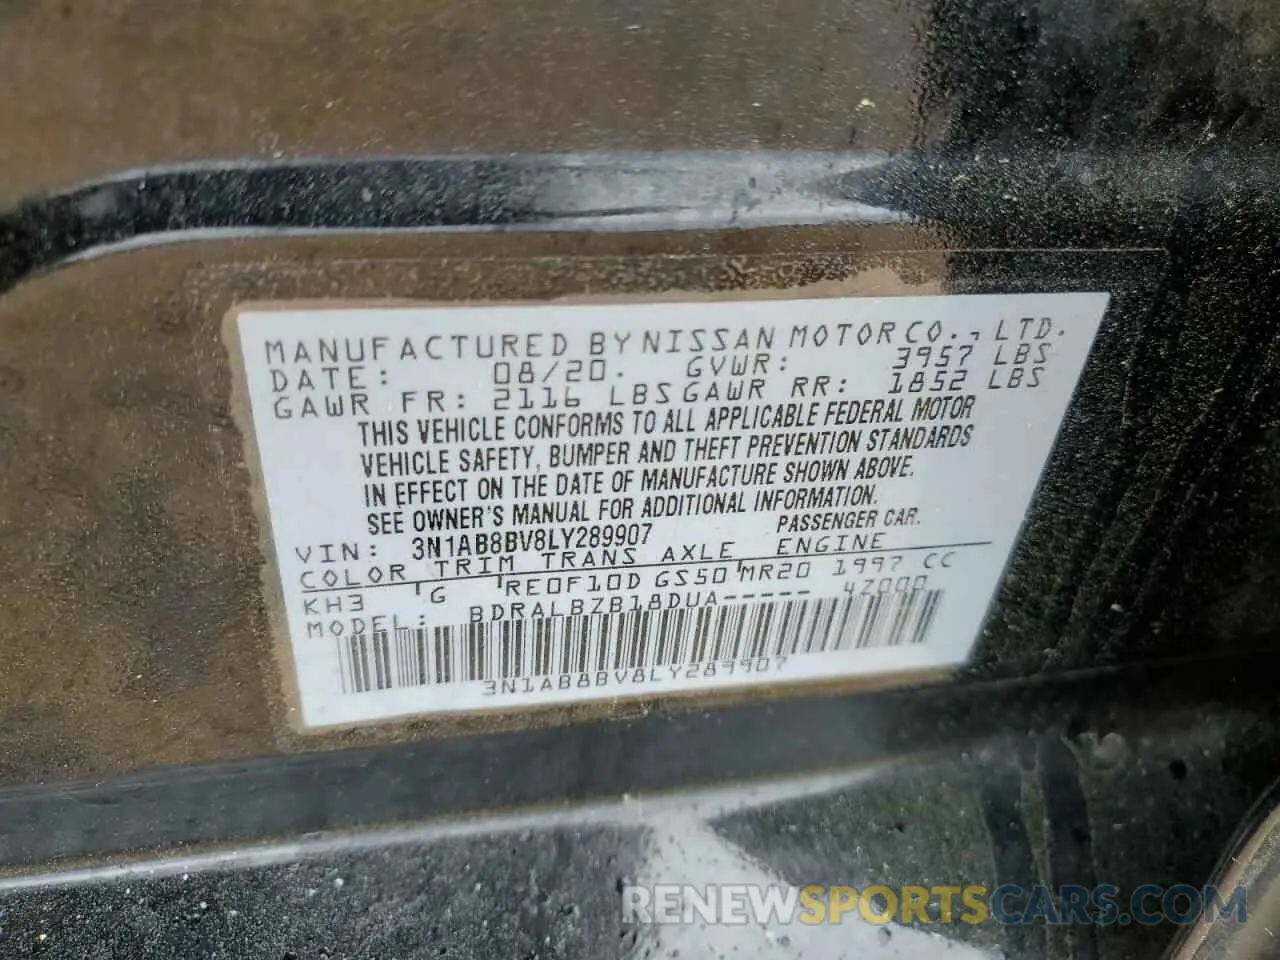 MANUFACTURED BY NISSAN MOTOR CO., LTD.
DATE: 08/20. GVWR: 3957 LBS
GAWR FR: 2116 LBS GAWR RR: 1852 LBS
THIS VEHICLE CONFORMS TO ALL APPLICABLE FEDERAL MOTOR
VEHICLE SAFETY, BUMPER AND THEFT PREVENTION STANDARDS
IN EFFECT ON THE DATE OF MANUFACTURE SHOWN ABOVE.
SEE OWNER'S MANUAL FOR ADDITIONAL INFORMATION.
VIN: 3N1AB8BV8LY289907 PASSENGER CAR.
COLOR TRIM TRANS AXLE ENGINE
KH3 G RE0F10D GS50 MR20 1997 CC
MODEL: BDRALBZB18DUA----- 4Z000
3N1AB8BV8LY289907
RENEWSPORTSCARS.COM